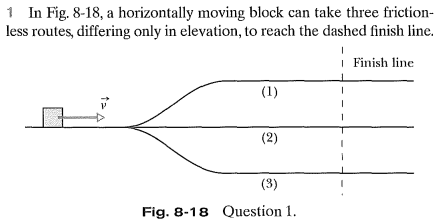 1 In Fig. 8-18, a horizontally moving block can take three friction-
less routes, differing only in elevation, to reach the dashed finish line.
Finish line
(1)
v
(2)
(3)
Fig. 8-18 Question 1.